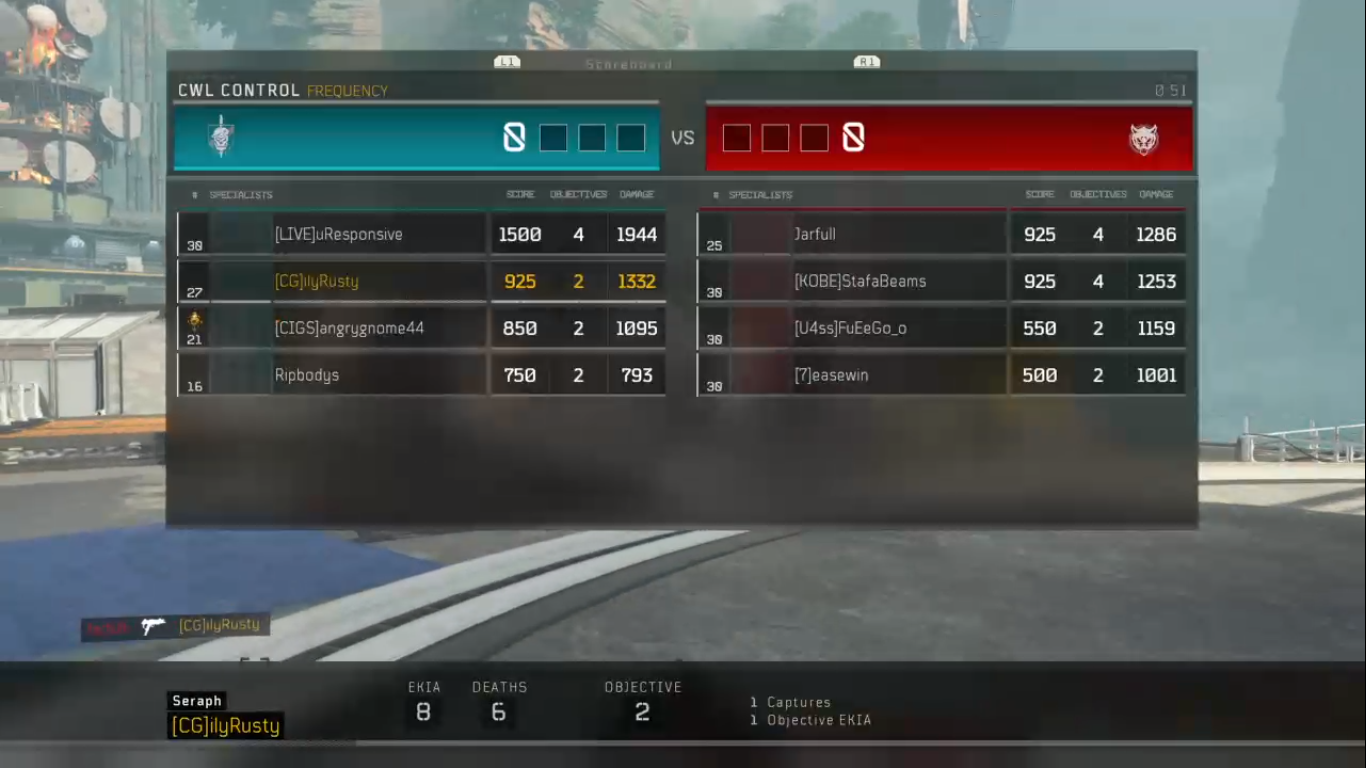 L1 Scoreboard R1
CWL CONTROL FREQUENCY 0 51
0 VS 0
# SPECIALISTS SCORE OBJECTIVES DAMAGE # SPECIALISTS SCORE OBJECTIVES DAMAGE
30 [LIVE]uResponsive 1500 4 1944 25 Jarfull 925 4 1286
27 [CG]ilyRusty 925 2 1332 30 [KOBE]StafaBeams 925 4 1253
21 [CIGS]angrygnome44 850 2 1095 30 [U4ss]FuEeGo_o 550 2 1159
16 Ripbodys 750 2 793 30 [7]easewin 500 2 1001
[CG]ilyRusty
EKIA DEATHS OBJECTIVE
Seraph 8 6 2 1 Captures
[CG]ilyRusty 1 Objective EKIA